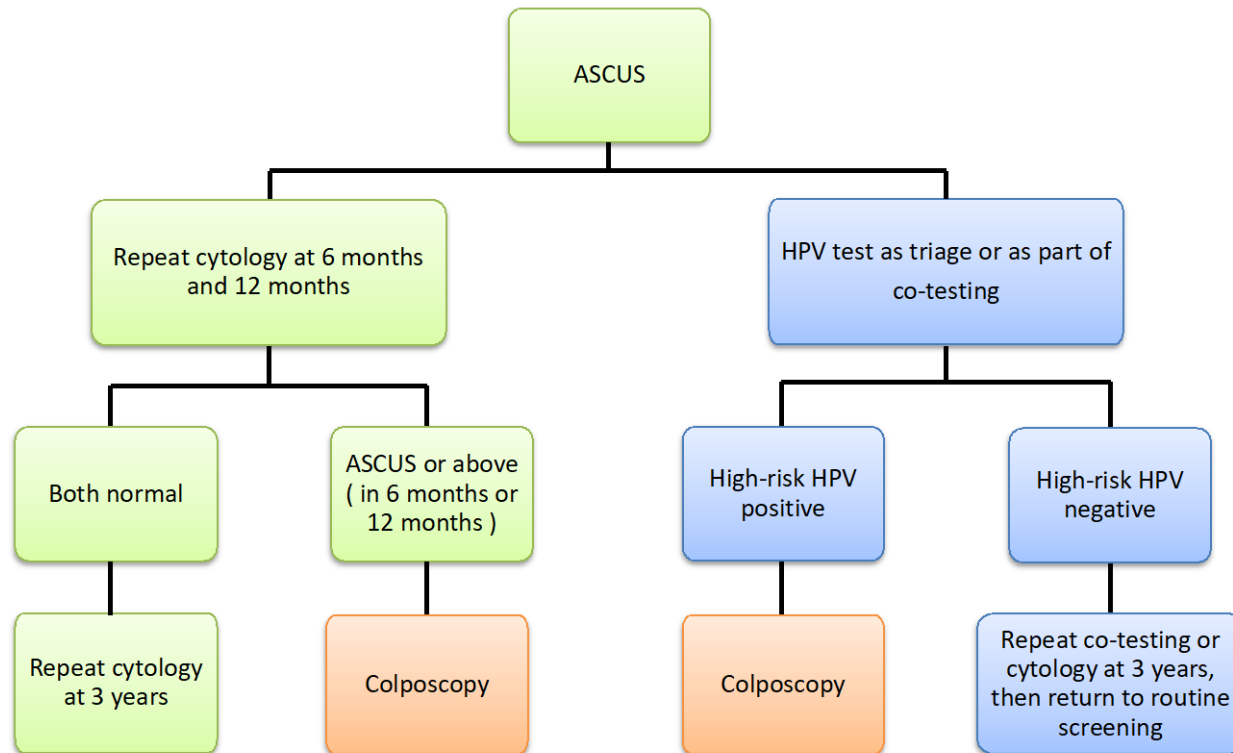 ASCUS
Repeat cytology at 6 months
and 12 months
HPV test as triage or as part of
co-testing
Both normal
ASCUS or above
( in 6 months or
12 months )
High-risk HPV
positive
High-risk HPV
negative
Repeat cytology
at 3 years
Colposcopy
Colposcopy
Repeat co-testing or
cytology at 3 years,
then return to routine
screening